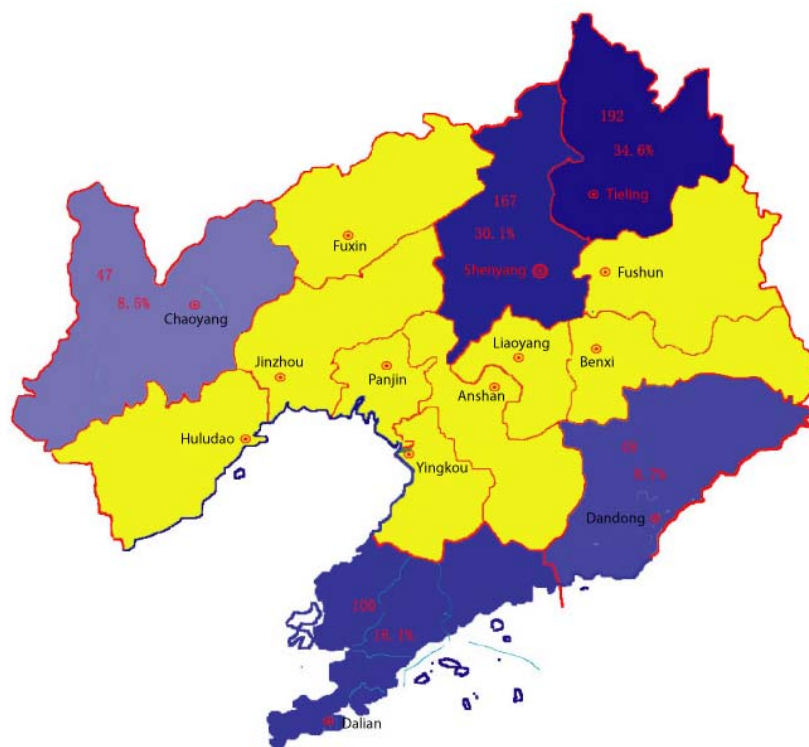 192
34.6%
Tieling
167
30.1%
Shenyang
Fuxin
Fushun
47
8.5%
Chaoyang
Jinzhou
Panjin
Liaoyang
Benxi
Anshan
Huludao
Yingkou
8.7%
Dandong
100
18.1%
Dalian